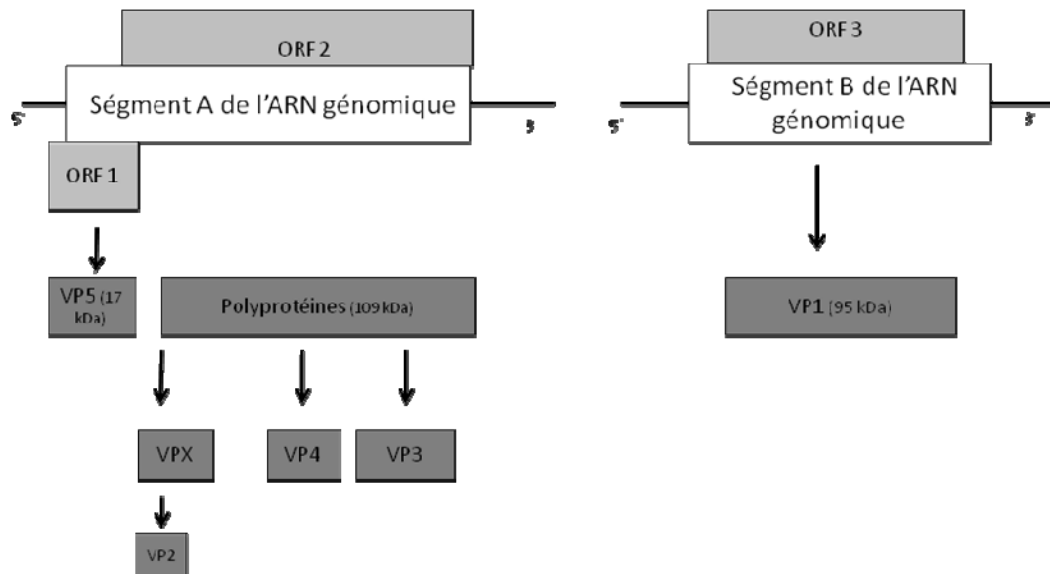 ORF 2
Ségment A de l'ARN génomique
5'
3'
ORF 1
VP5 (17
kDa)
Polyprotéines (109 kDa)
VPX
VP4
VP3
VP2
ORF 3
Ségment B de l'ARN
génomique
5'
3'
VP1 (95 kDa)